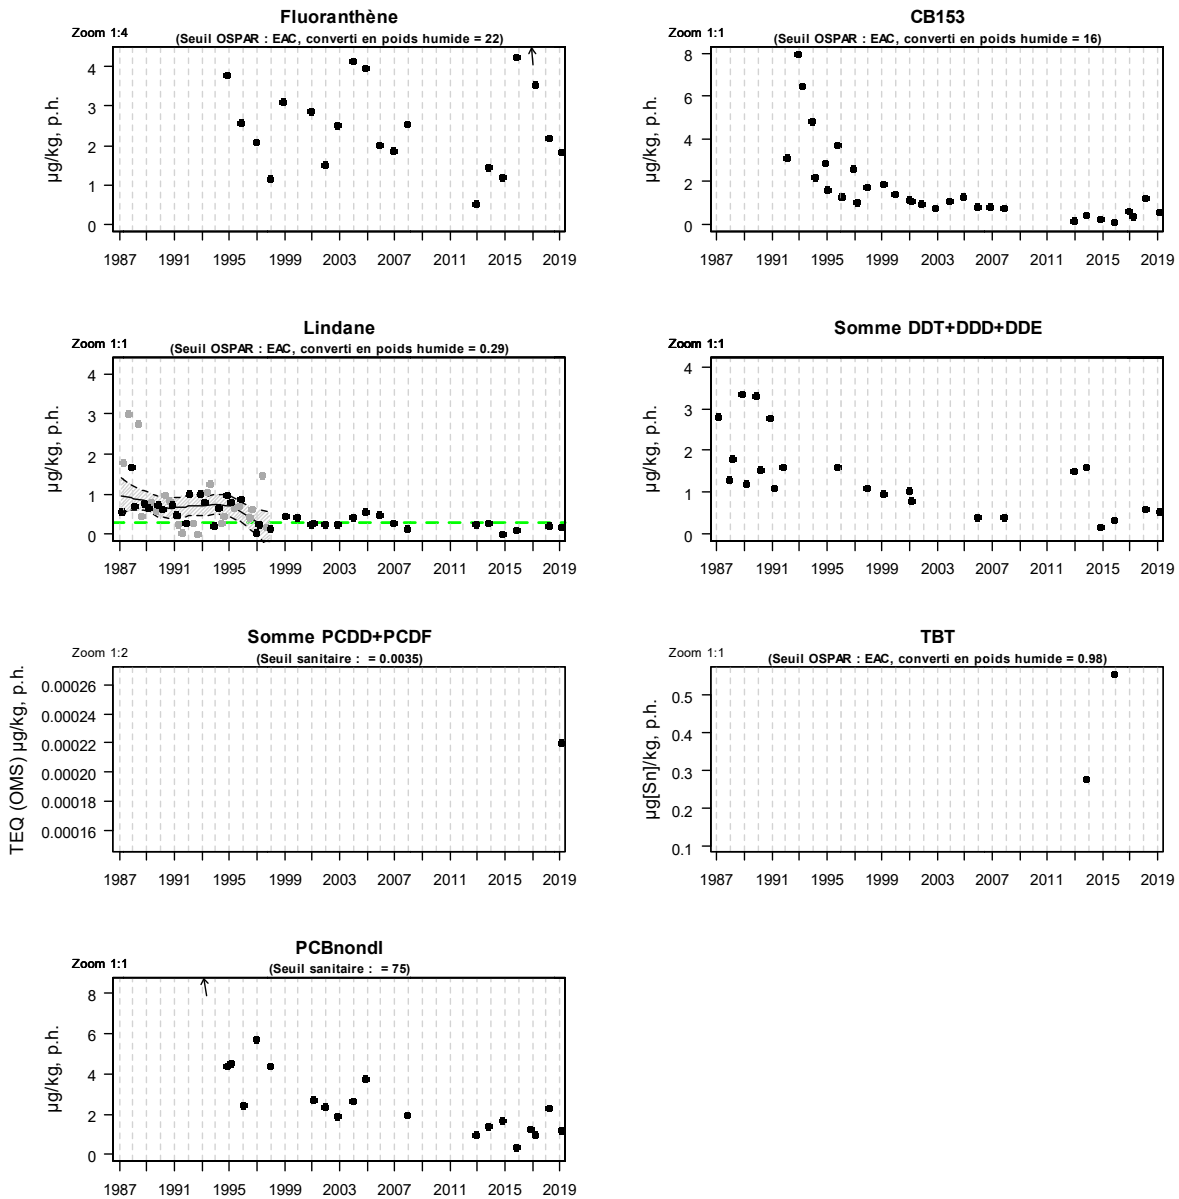 Fluoranthène
Zoom 1:4
(Seuil OSPAR : EAC, converti en poids humide = 22)
µg/kg, p.h.
4
3
2
1
0
1987 1991 1995 1999 2003 2007 2011 2015 2019
CB153
Zoom 1:1
(Seuil OSPAR : EAC, converti en poids humide = 16)
µg/kg, p.h.
8
6
4
2
0
1987 1991 1995 1999 2003 2007 2011 2015 2019
Lindane
Zoom 1:1
(Seuil OSPAR : EAC, converti en poids humide = 0.29)
µg/kg, p.h.
4
3
2
1
0
1987 1991 1995 1999 2003 2007 2011 2015 2019
Somme DDT+DDD+DDE
Zoom 1:1
µg/kg, p.h.
4
3
2
1
0
1987 1991 1995 1999 2003 2007 2011 2015 2019
Somme PCDD+PCDF
Zoom 1:2
(Seuil sanitaire : = 0.0035)
TEQ (OMS) µg/kg, p.h.
0.00026
0.00024
0.00022
0.00020
0.00018
0.00016
1987 1991 1995 1999 2003 2007 2011 2015 2019
TBT
Zoom 1:1
(Seuil OSPAR : EAC, converti en poids humide = 0.98)
µg[Sn]/kg, p.h.
0.5
0.4
0.3
0.2
0.1
1987 1991 1995 1999 2003 2007 2011 2015 2019
PCBnondl
Zoom 1:1
(Seuil sanitaire : = 75)
µg/kg, p.h.
8
6
4
2
0
1987 1991 1995 1999 2003 2007 2011 2015 2019